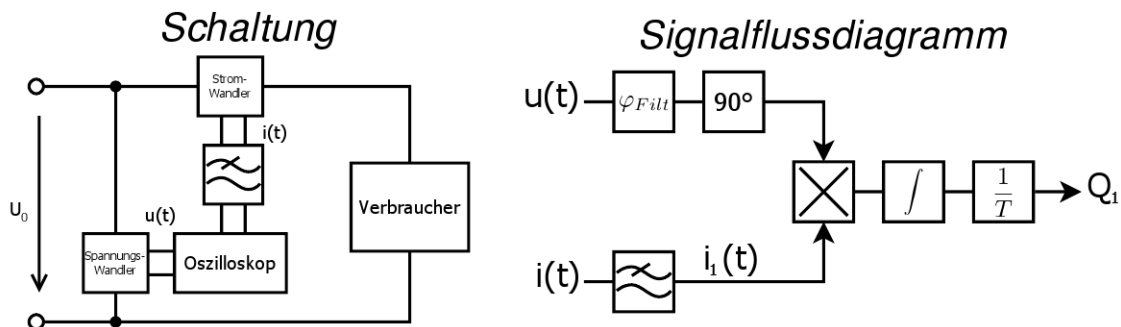 Schaltung
Strom-
Wandler
i(t)
U₀
u(t)
Spannungs-
Wandler
Oszilloskop
Verbraucher
Signalflussdiagramm
u(t)
φFilt
90°
∫
1
T
Q₁
i(t)
i₁(t)